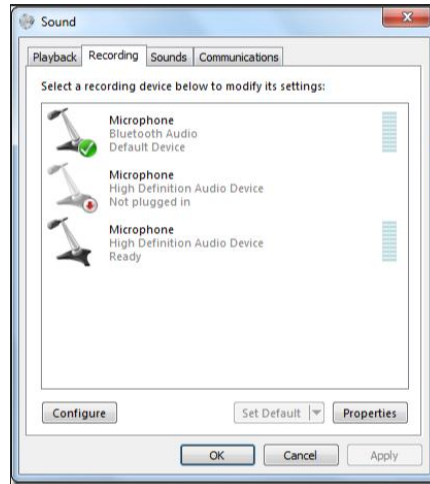 Sound
Playback Recording Sounds Communications
Select a recording device below to modify its settings:
Microphone
Bluetooth Audio
Default Device
Microphone
High Definition Audio Device
Not plugged in
Microphone
High Definition Audio Device
Ready
Configure Set Default Properties
OK Cancel Apply